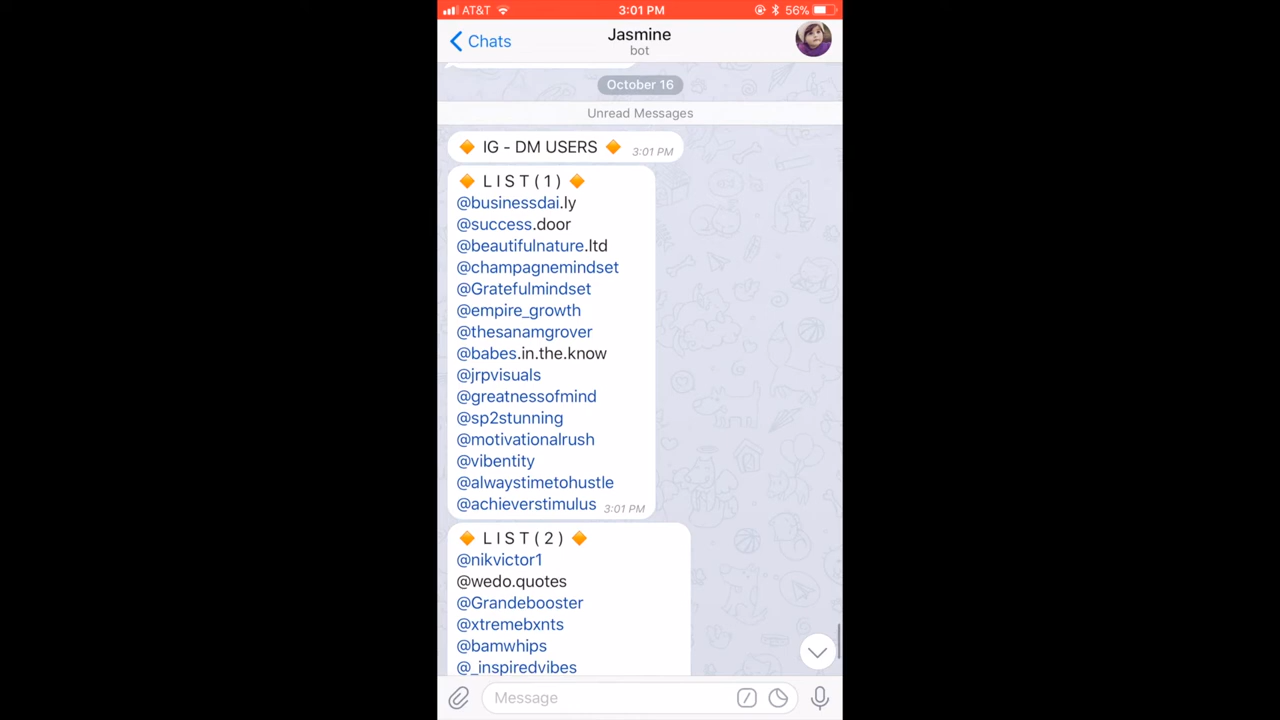 AT&T 3:01 PM 56%
Chats
Jasmine
bot
October 16
Unread Messages
🔶 IG - DM USERS 🔶 3:01 PM
🔶 L I S T ( 1 ) 🔶
@businessdai.ly
@success.door
@beautifulnature.ltd
@champagnemindset
@Gratefulmindset
@empire_growth
@thesanamgrover
@babes.in.the.know
@jrpvisuals
@greatnessofmind
@sp2stunning
@motivationalrush
@vibentity
@alwaystimetohustle
@achieverstimulus 3:01 PM
🔶 L I S T ( 2 ) 🔶
@nikvictor1
@wedo.quotes
@Grandebooster
@xtremebxnts
@bamwhips
@_inspiredvibes
Message